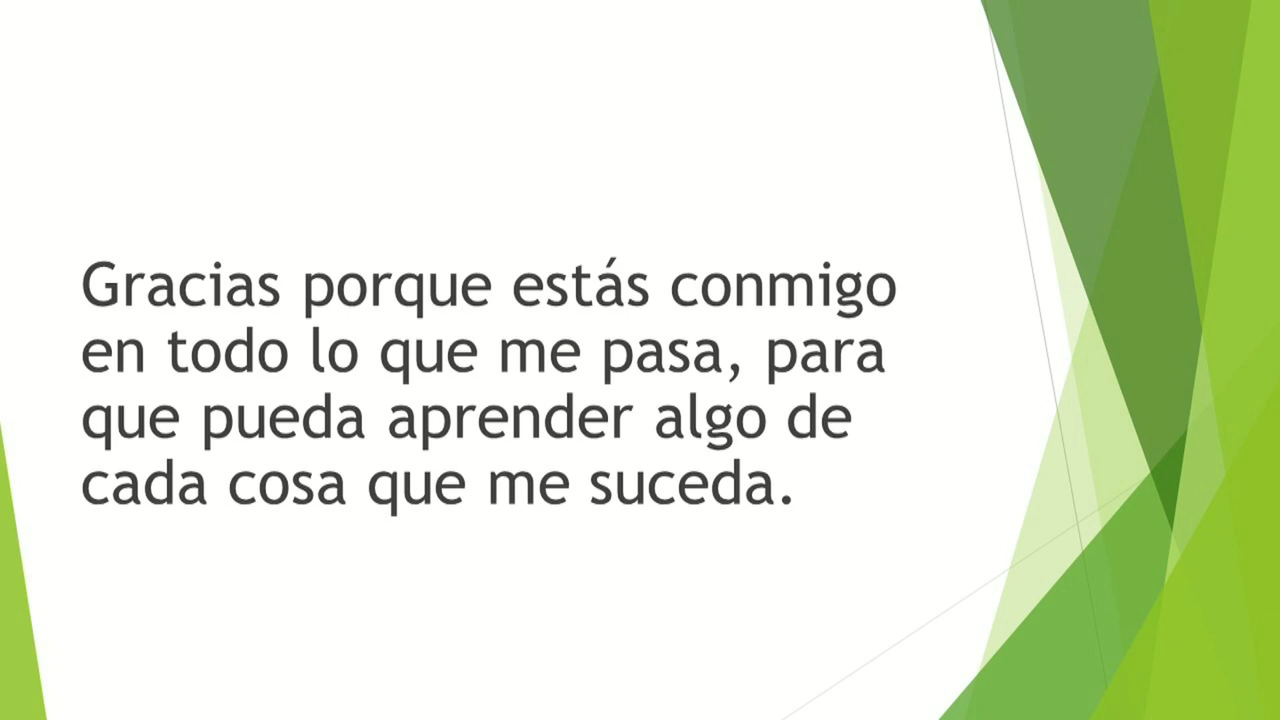 Gracias porque estás conmigo
en todo lo que me pasa, para
que pueda aprender algo de
cada cosa que me suceda.